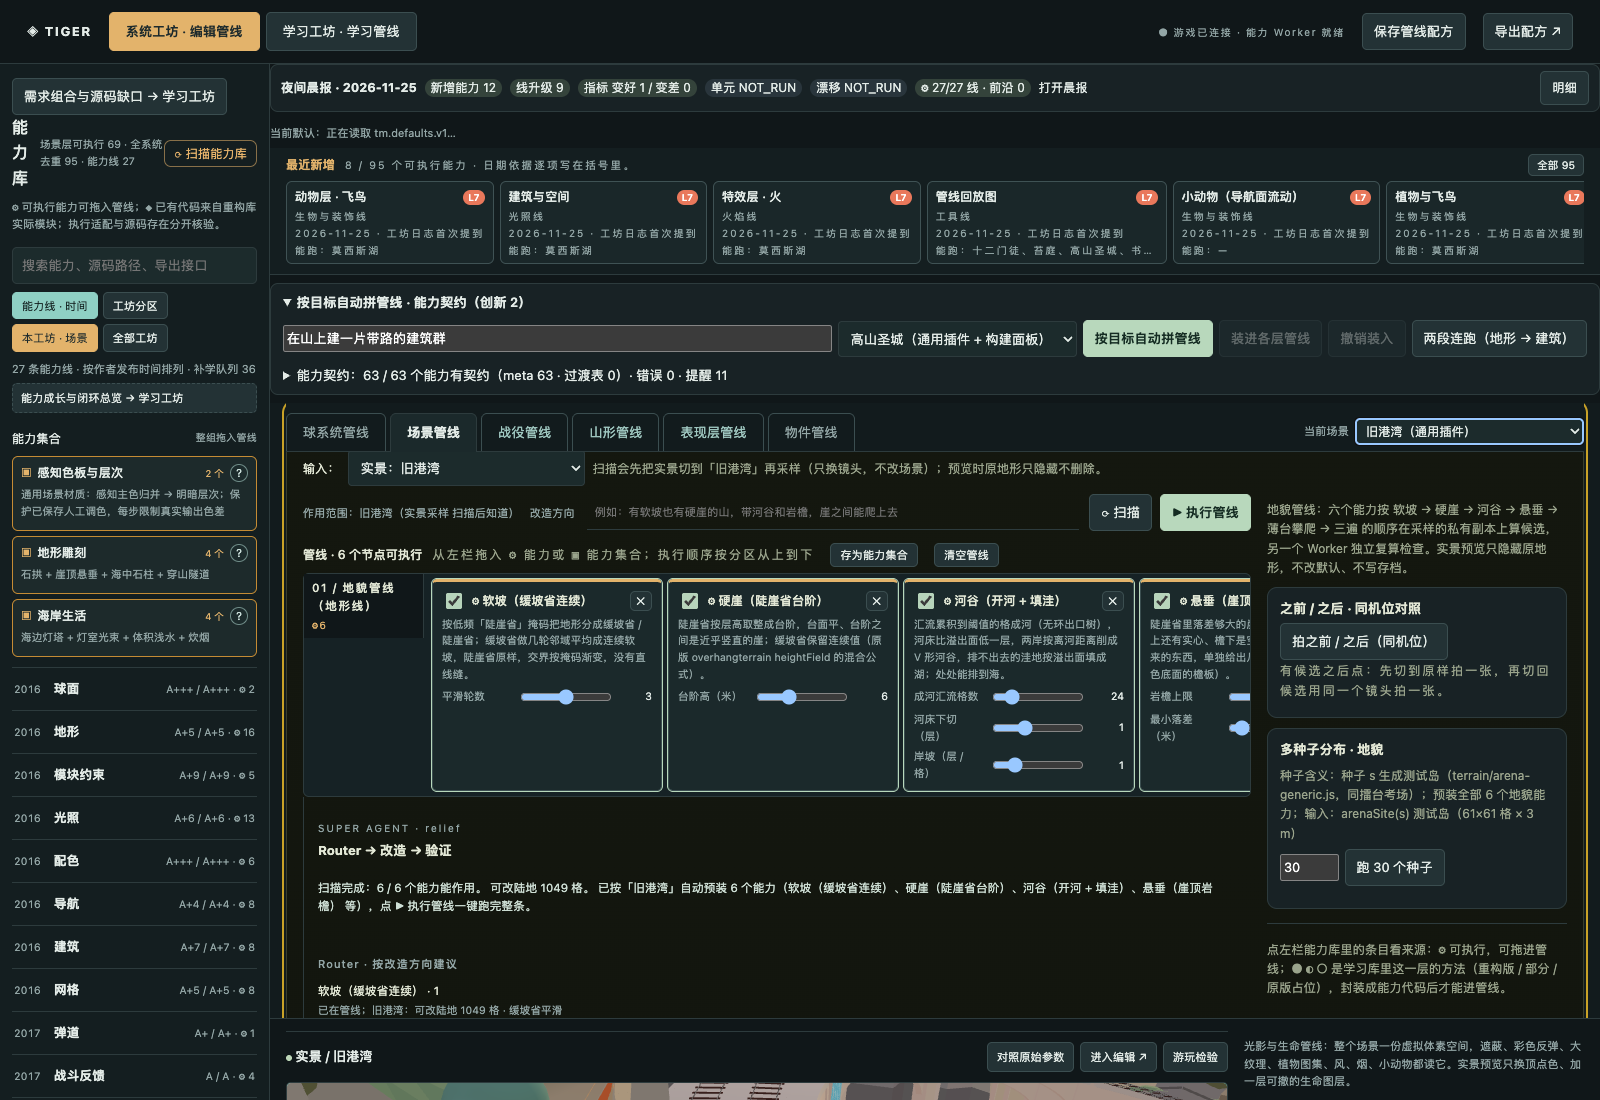 ◈ TIGER
系统工坊 · 编辑管线
学习工坊 · 学习管线
游戏已连接 · 能力 Worker 就绪
保存管线配方
导出配方 ↗
需求组合与源码缺口 → 学习工坊
能力库
场景层可执行 69 · 全系统去重 95 · 能力线 27
⟳ 扫描能力库
⚙ 可执行能力可拖入管线；◆ 已有代码来自重构库
实际模块；执行适配与源码存在分开核验。
搜索能力、源码路径、导出接口
能力线 · 时间
工坊分区
本工坊 · 场景
全部工坊
27 条能力线 · 按作者发布时间排列 · 补学队列 36
能力成长与闭环总览 → 学习工坊
能力集合
整组拖入管线
▣ 感知色板与层次
2 个
?
通用场景材质：感知主色归并 → 明暗层次；保
护已保存人工调色，每步限制真实输出色差
▣ 地形雕刻
4 个
?
石拱 + 崖顶悬垂 + 海中石柱 + 穿山隧道
▣ 海岸生活
4 个
?
海边灯塔 + 灯室光束 + 体积浅水 + 炊烟
2016 球面 A+++ / A+++ · ⚙ 2
2016 地形 A+5 / A+5 · ⚙ 16
2016 模块约束 A+9 / A+9 · ⚙ 5
2016 光照 A+6 / A+6 · ⚙ 13
2016 配色 A+++ / A+++ · ⚙ 6
2016 导航 A+4 / A+4 · ⚙ 8
2016 建筑 A+7 / A+7 · ⚙ 8
2016 网格 A+5 / A+5 · ⚙ 8
2017 弹道 A+ / A+ · ⚙ 1
2017 战斗反馈 A / A · ⚙ 4
夜间晨报 · 2026-11-25
新增能力 12
线升级 9
指标 变好 1 / 变差 0
单元 NOT_RUN
漂移 NOT_RUN
⚙ 27/27 线 · 前沿 0
打开晨报
明细
当前默认：正在读取 tm.defaults.v1…
最近新增
8 / 95 个可执行能力 · 日期依据逐项写在括号里。
全部 95
动物层 · 飞鸟
L7
生物与装饰线
2026-11-25 · 工坊日志首次提到
能跑：莫西斯湖
建筑与空间
L7
光照线
2026-11-25 · 工坊日志首次提到
能跑：莫西斯湖
特效层 · 火
L7
火焰线
2026-11-25 · 工坊日志首次提到
能跑：莫西斯湖
管线回放图
L7
工具线
2026-11-25 · 工坊日志首次提到
能跑：十二门徒、苔庭、高山圣城、书…
小动物（导航面流动）
L7
生物与装饰线
2026-11-25 · 工坊日志首次提到
能跑：—
植物与飞鸟
L7
生物与装饰线
2026-11-25 · 工坊日志首次提到
能跑：莫西斯湖
▼ 按目标自动拼管线 · 能力契约（创新 2）
在山上建一片带路的建筑群
高山圣城（通用插件 + 构建面板）
按目标自动拼管线
装进各层管线
撤销装入
两段连跑（地形 → 建筑）
▶ 能力契约：63 / 63 个能力有契约（meta 63 · 过渡表 0）· 错误 0 · 提醒 11
球系统管线
场景管线
战役管线
山形管线
表现层管线
物件管线
当前场景
旧港湾（通用插件）
输入：
实景：旧港湾
扫描会先把实景切到「旧港湾」再采样（只换镜头，不改场景）；预览时原地形只隐藏不删除。
作用范围：旧港湾（实景采样 扫描后知道）
改造方向
例如：有软坡也有硬崖的山，带河谷和岩檐，崖之间能爬上去
⟳ 扫描
▶ 执行管线
管线 · 6 个节点可执行
从左栏拖入 ⚙ 能力或 ▣ 能力集合；执行顺序按分区从上到下
存为能力集合
清空管线
01 / 地貌管线
（地形线）
⚙6
⚙ 软坡（缓坡省连续）
✕
按低频「陡崖省」掩码把地形分成缓坡省 /
陡崖省；缓坡省做几轮邻域平均成连续软
坡，陡崖省原样，交界按掩码渐变，没有直
线缝。
平滑轮数
3
⚙ 硬崖（陡崖省台阶）
✕
陡崖省按层高取整成台阶，台面平、台阶之
间是近乎竖直的崖；缓坡省保留连续值（原
版 overhangterrain heightField 的混合公
式）。
台阶高（米）
6
⚙ 河谷（开河 + 填洼）
✕
汇流累积到阈值的格成河（无环出口树），
河床比溢出面低一层，两岸按离河距离削成
V 形河谷，排不出去的洼地按溢出面填成
湖；处处能排到海。
成河汇流格数
24
河床下切（层）
1
岸坡（层 / 格）
1
⚙ 悬垂（崖顶
陡崖省里落差够大的崖
上还有实心、檐下是
来的东西，单独给出
色底面的檐板）。
岩檐上限
最小落差（米）
SUPER AGENT · relief
Router → 改造 → 验证
扫描完成：6 / 6 个能力能作用。 可改陆地 1049 格。 已按「旧港湾」自动预装 6 个能力（软坡（缓坡省连续）、硬崖（陡崖省台阶）、河谷（开河 + 填洼）、悬垂（崖顶岩
檐） 等），点 ▶ 执行管线一键跑完整条。
Router · 按改造方向建议
软坡（缓坡省连续） · 1
已在管线；旧港湾：可改陆地 1049 格 · 缓坡省平滑
地貌管线：六个能力按 软坡 → 硬崖 → 河谷 → 悬垂 →
薄台攀爬 → 三遍 的顺序在采样的私有副本上算候选，
另一个 Worker 独立复算检查。实景预览只隐藏原地
形，不改默认、不写存档。
之前 / 之后 · 同机位对照
拍之前 / 之后（同机位）
有候选之后点：先切到原样拍一张，再切回
候选用同一个镜头拍一张。
多种子分布 · 地貌
种子含义：种子 s 生成测试岛（terrain/arena-
generic.js，同擂台考场）；预装全部 6 个地貌能
力；输入：arenaSite(s) 测试岛（61×61 格 × 3
m）
30
跑 30 个种子
点左栏能力库里的条目看来源：⚙ 可执行，可拖进管
线；●◐○ 是学习库里这一层的方法（重构版 / 部分 /
原版占位），封装成能力代码后才能进管线。
● 实景 / 旧港湾
对照原始参数
进入编辑 ↗
游玩检验
光影与生命管线：整个场景一份虚拟体素空间，遮蔽、彩色反弹、大
纹理、植物图集、风、烟、小动物都读它。实景预览只换顶点色、加
一层可撤的生命图层。